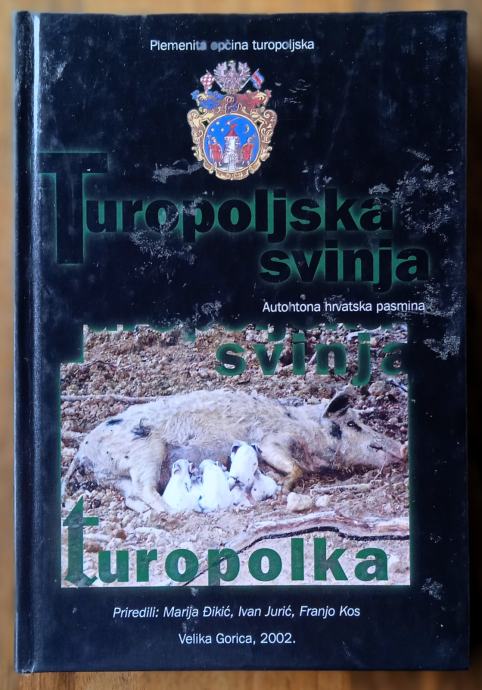 Plemenita općina turopoljska
Turopoljska
svinja
Autohtona hrvatska pasmina
svinja
turopolka
Priredili: Marija Đikić, Ivan Jurić, Franjo Kos
Velika Gorica, 2002.